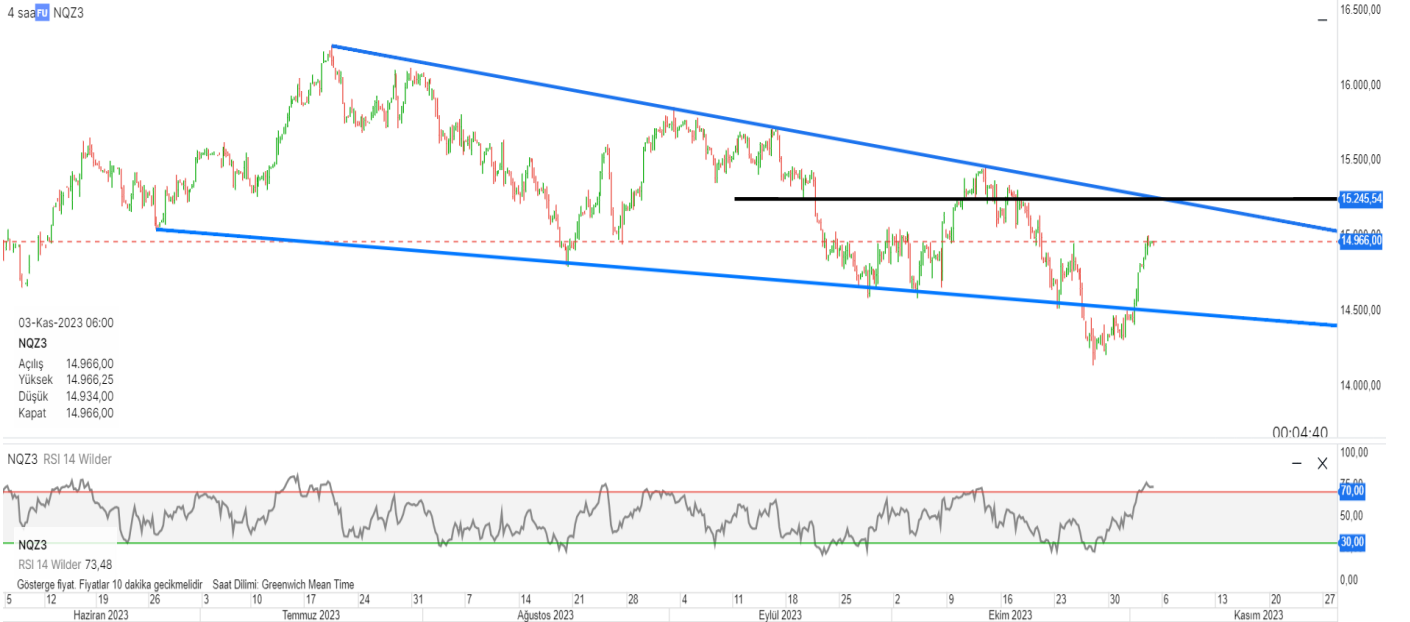 4 saa FU NQZ3
16.500,00
16.000,00
15.500,00
15.245,54
15.000,00
14.966,00
14.500,00
14.000,00
03-Kas-2023 06:00
NQZ3
Açılış 14.966,00
Yüksek 14.966,25
Düşük 14.934,00
Kapat 14.966,00
00:04:40
NQZ3 RSI 14 Wilder
100,00
75,00
70,00
50,00
30,00
0,00
NQZ3
RSI 14 Wilder 73,48
Gösterge fiyat. Fiyatlar 10 dakika gecikmelidir Saat Dilimi: Greenwich Mean Time
5 12 19 26 3 10 17 24 31 7 14 21 28 4 11 18 25 2 9 16 23 30 6 13 20 27
Haziran 2023 Temmuz 2023 Ağustos 2023 Eylül 2023 Ekim 2023 Kasım 2023